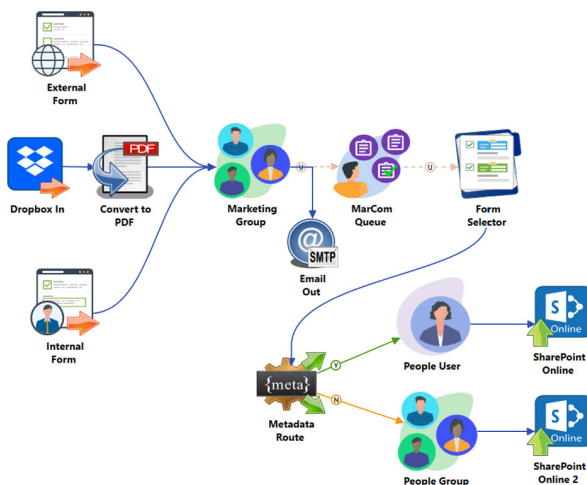 External
Form
PDF
Dropbox In
Convert to
PDF
Marketing
Group
U
MarCom
Queue
U
Form
Selector
@
SMTP
Email
Out
Internal
Form
{meta}
Metadata
Route
Y
N
People User
S
Online
SharePoint
Online
People Group
S
Online
SharePoint
Online 2